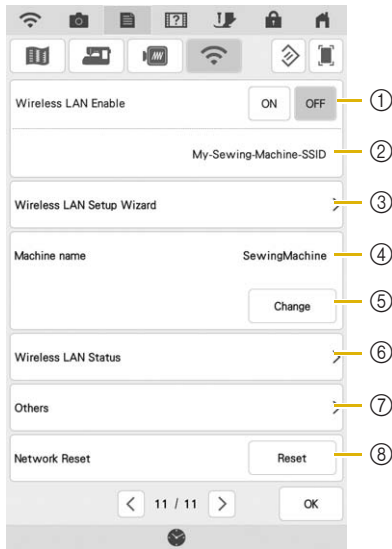 Wireless LAN Enable ON OFF ①
My-Sewing-Machine-SSID ②
Wireless LAN Setup Wizard > ③
Machine name SewingMachine ④
Change ⑤
Wireless LAN Status > ⑥
Others > ⑦
Network Reset Reset ⑧
< 11 / 11 > OK